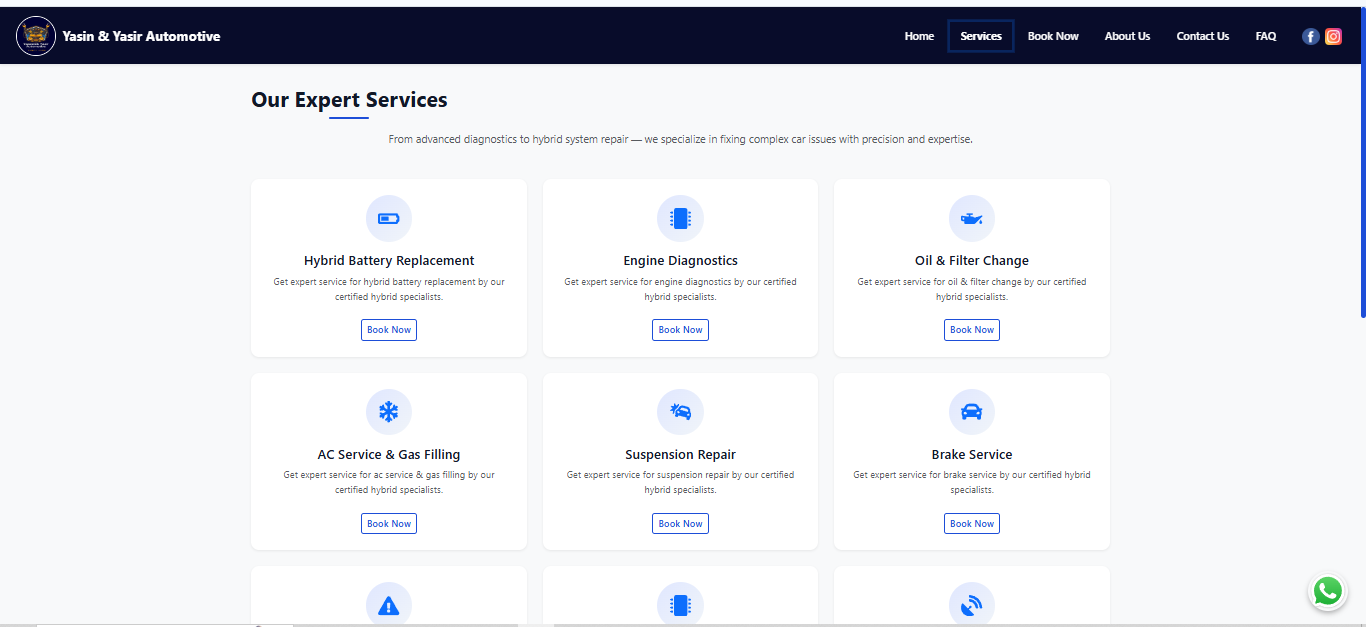 Yasin & Yasir Automotive
Home
Services
Book Now
About Us
Contact Us
FAQ
Our Expert Services
From advanced diagnostics to hybrid system repair — we specialize in fixing complex car issues with precision and expertise.
Hybrid Battery Replacement
Get expert service for hybrid battery replacement by our
certified hybrid specialists.
Book Now
Engine Diagnostics
Get expert service for engine diagnostics by our certified
hybrid specialists.
Book Now
Oil & Filter Change
Get expert service for oil & filter change by our certified
hybrid specialists.
Book Now
AC Service & Gas Filling
Get expert service for ac service & gas filling by our
certified hybrid specialists.
Book Now
Suspension Repair
Get expert service for suspension repair by our certified
hybrid specialists.
Book Now
Brake Service
Get expert service for brake service by our certified hybrid
specialists.
Book Now